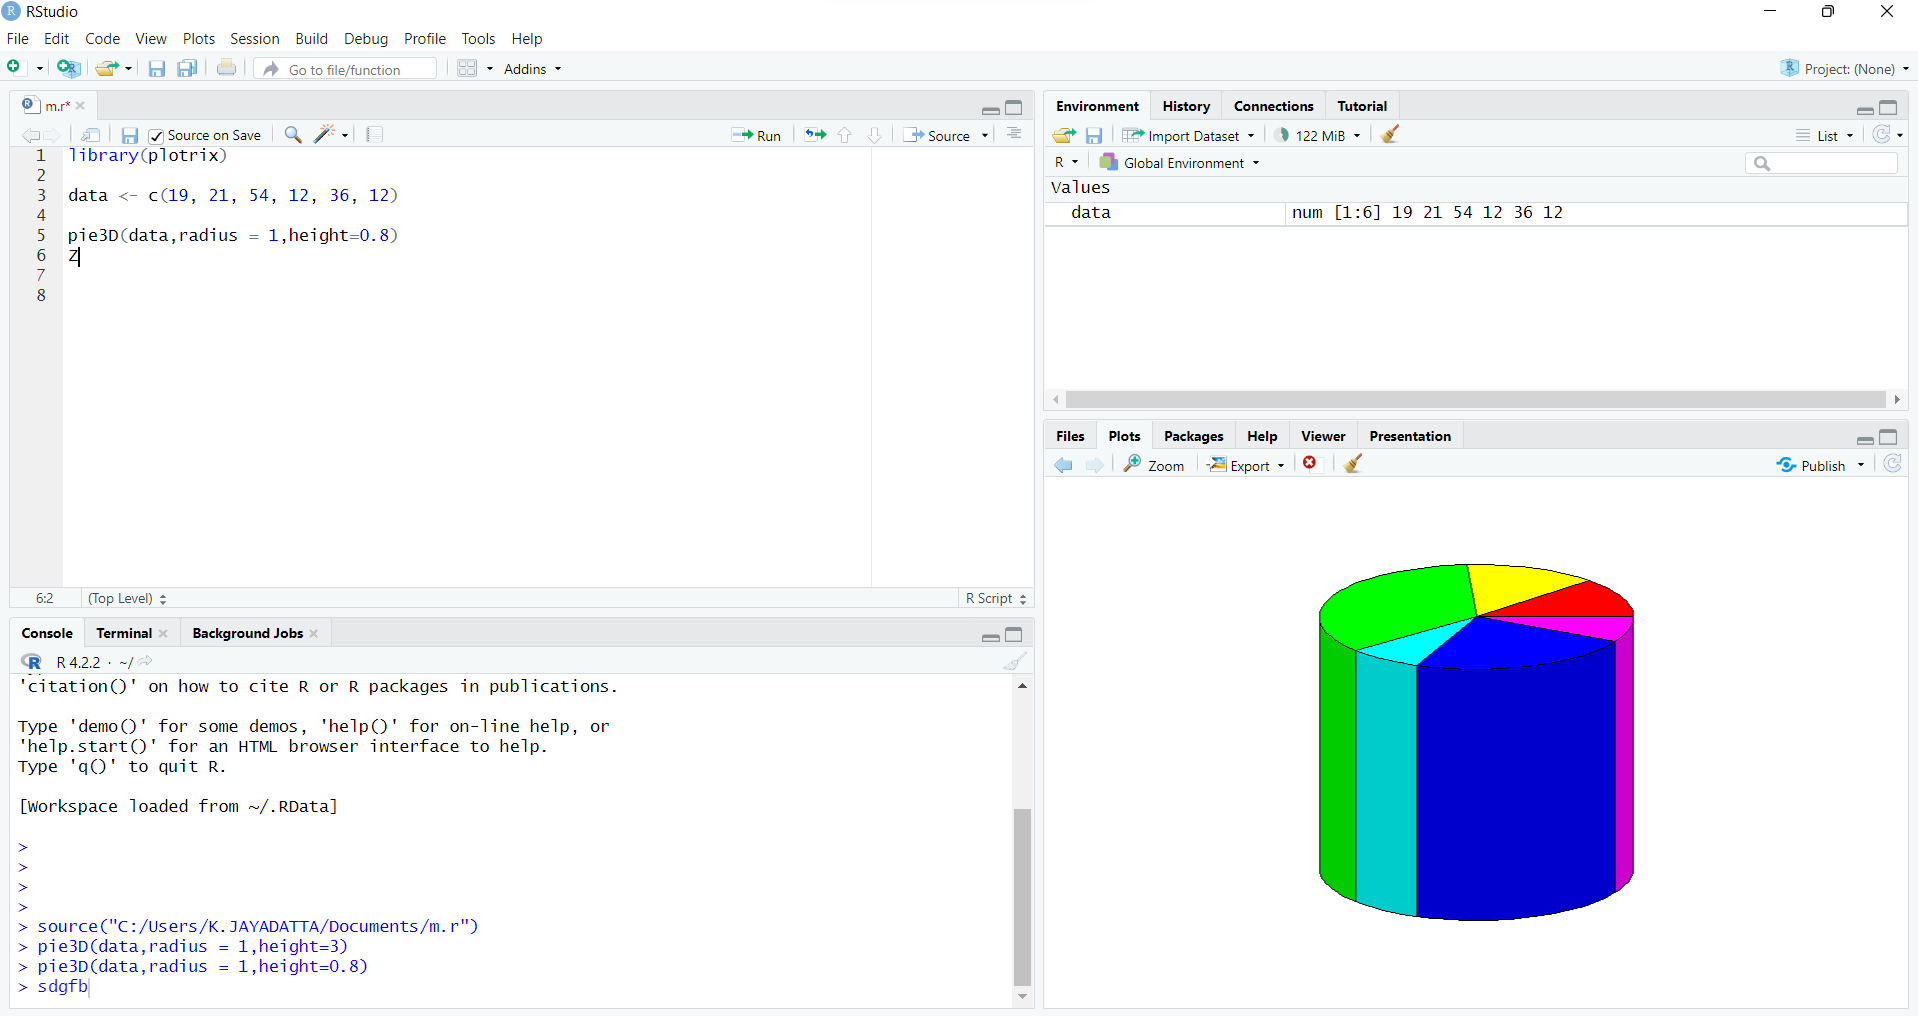 RStudio
File Edit Code View Plots Session Build Debug Profile Tools Help
Go to file/function Addins Project: (None)
m.r*
Source on Save Run Source
1 library(plotrix)
2
3 data <- c(19, 21, 54, 12, 36, 12)
4
5 pie3D(data,radius = 1,height=0.8)
6 Z
7
8
6:2 (Top Level) R Script
Console Terminal Background Jobs
R 4.2.2 · ~/
'citation()' on how to cite R or R packages in publications.
Type 'demo()' for some demos, 'help()' for on-line help, or
'help.start()' for an HTML browser interface to help.
Type 'q()' to quit R.
[Workspace loaded from ~/.RData]
>
>
>
>
> source("C:/Users/K.JAYADATTA/Documents/m.r")
> pie3D(data,radius = 1,height=3)
> pie3D(data,radius = 1,height=0.8)
> sdgfb
Environment History Connections Tutorial
Import Dataset 122 MiB List
R Global Environment
Values
data num [1:6] 19 21 54 12 36 12
Files Plots Packages Help Viewer Presentation
Zoom Export Publish